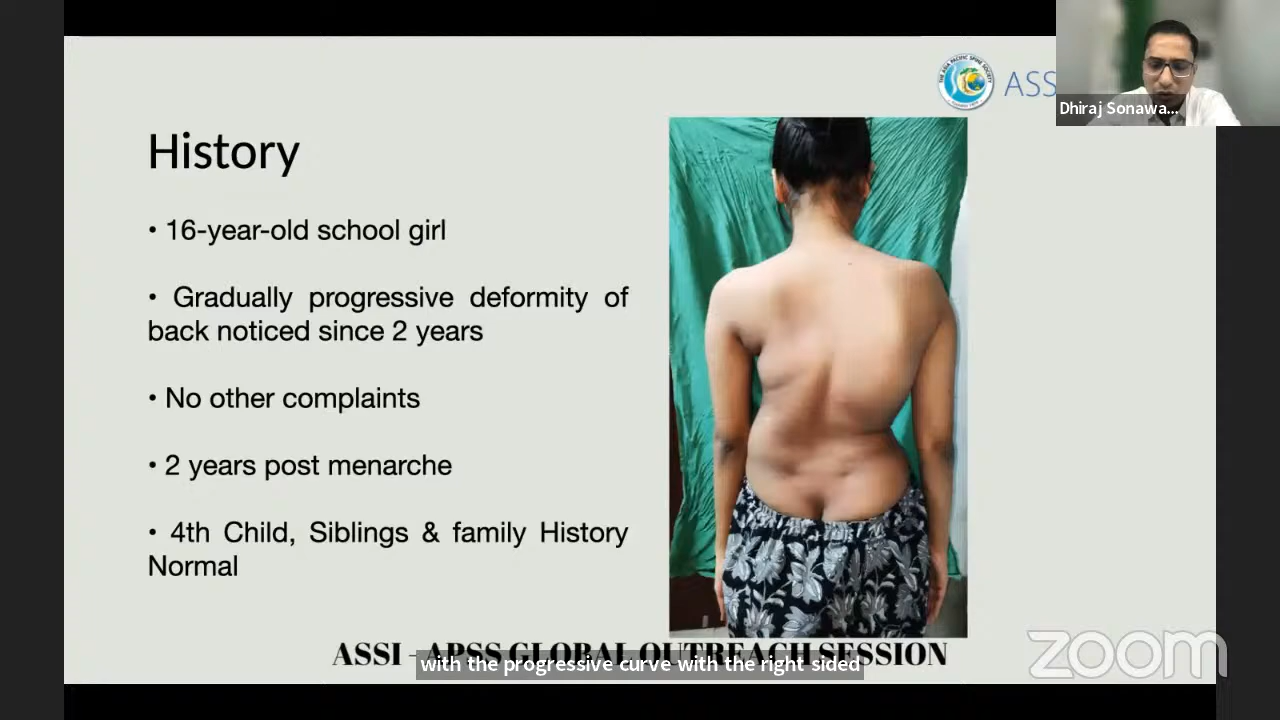 ASS
Dhiraj Sonawa...
History
• 16-year-old school girl
• Gradually progressive deformity of
back noticed since 2 years
• No other complaints
• 2 years post menarche
• 4th Child, Siblings & family History
Normal
ASSI - APSS GLOBAL OUTREACH SESSION
with the progressive curve with the right sided
zoom